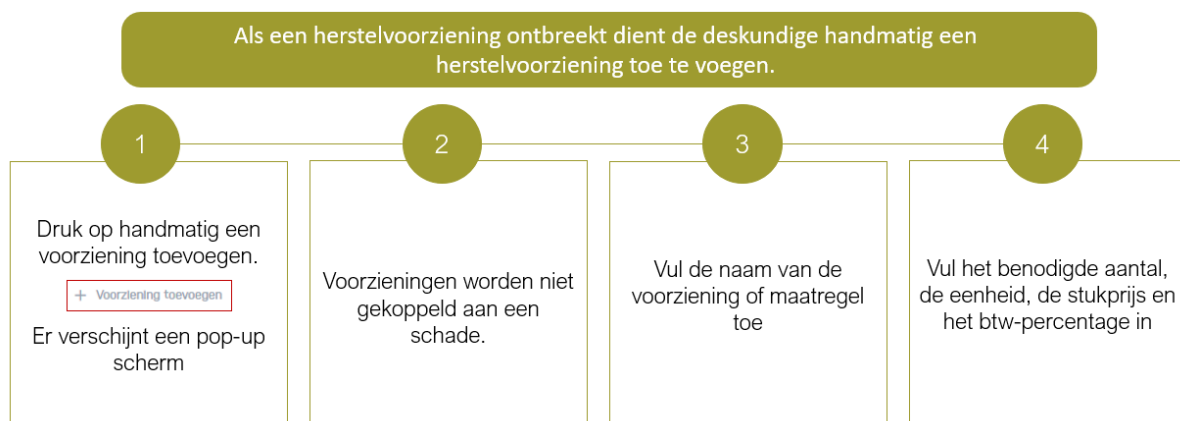 Als een herstelvoorziening ontbreekt dient de deskundige handmatig een
herstelvoorziening toe te voegen.
1
2
3
4
Druk op handmatig een
voorziening toevoegen.
+ Voorziening toevoegen
Er verschijnt een pop-up
scherm
Voorzieningen worden niet
gekoppeld aan een
schade.
Vul de naam van de
voorziening of maatregel
toe
Vul het benodigde aantal,
de eenheid, de stukprijs en
het btw-percentage in